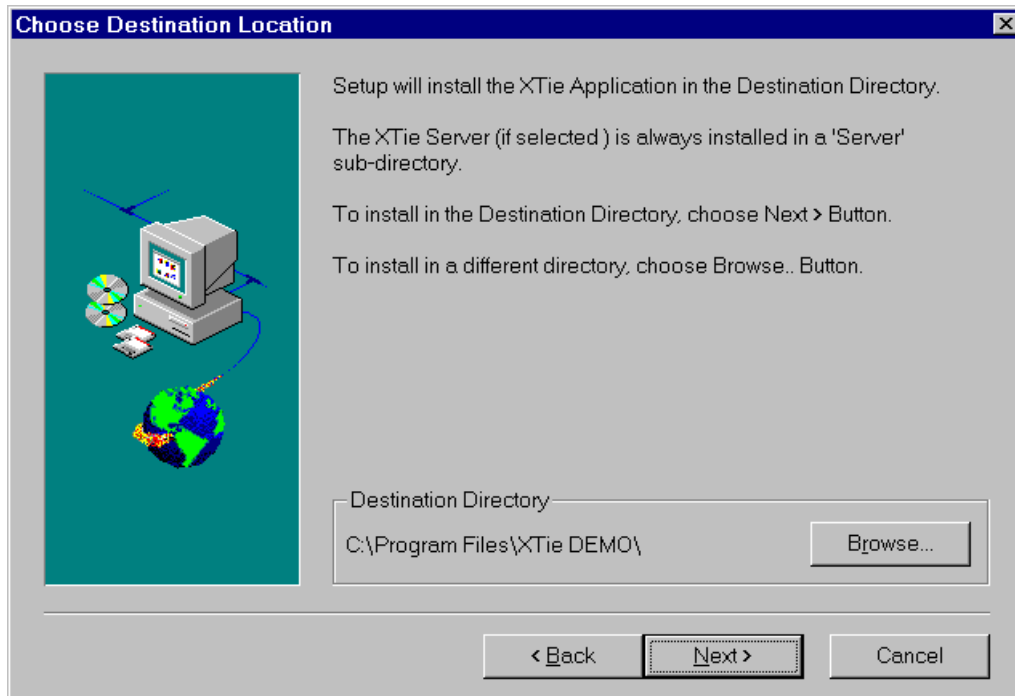 Choose Destination Location
Setup will install the XTie Application in the Destination Directory.
The XTie Server (if selected ) is always installed in a 'Server'
sub-directory.
To install in the Destination Directory, choose Next > Button.
To install in a different directory, choose Browse.. Button.
Destination Directory
C:\Program Files\XTie DEMO\
Browse...
< Back
Next >
Cancel